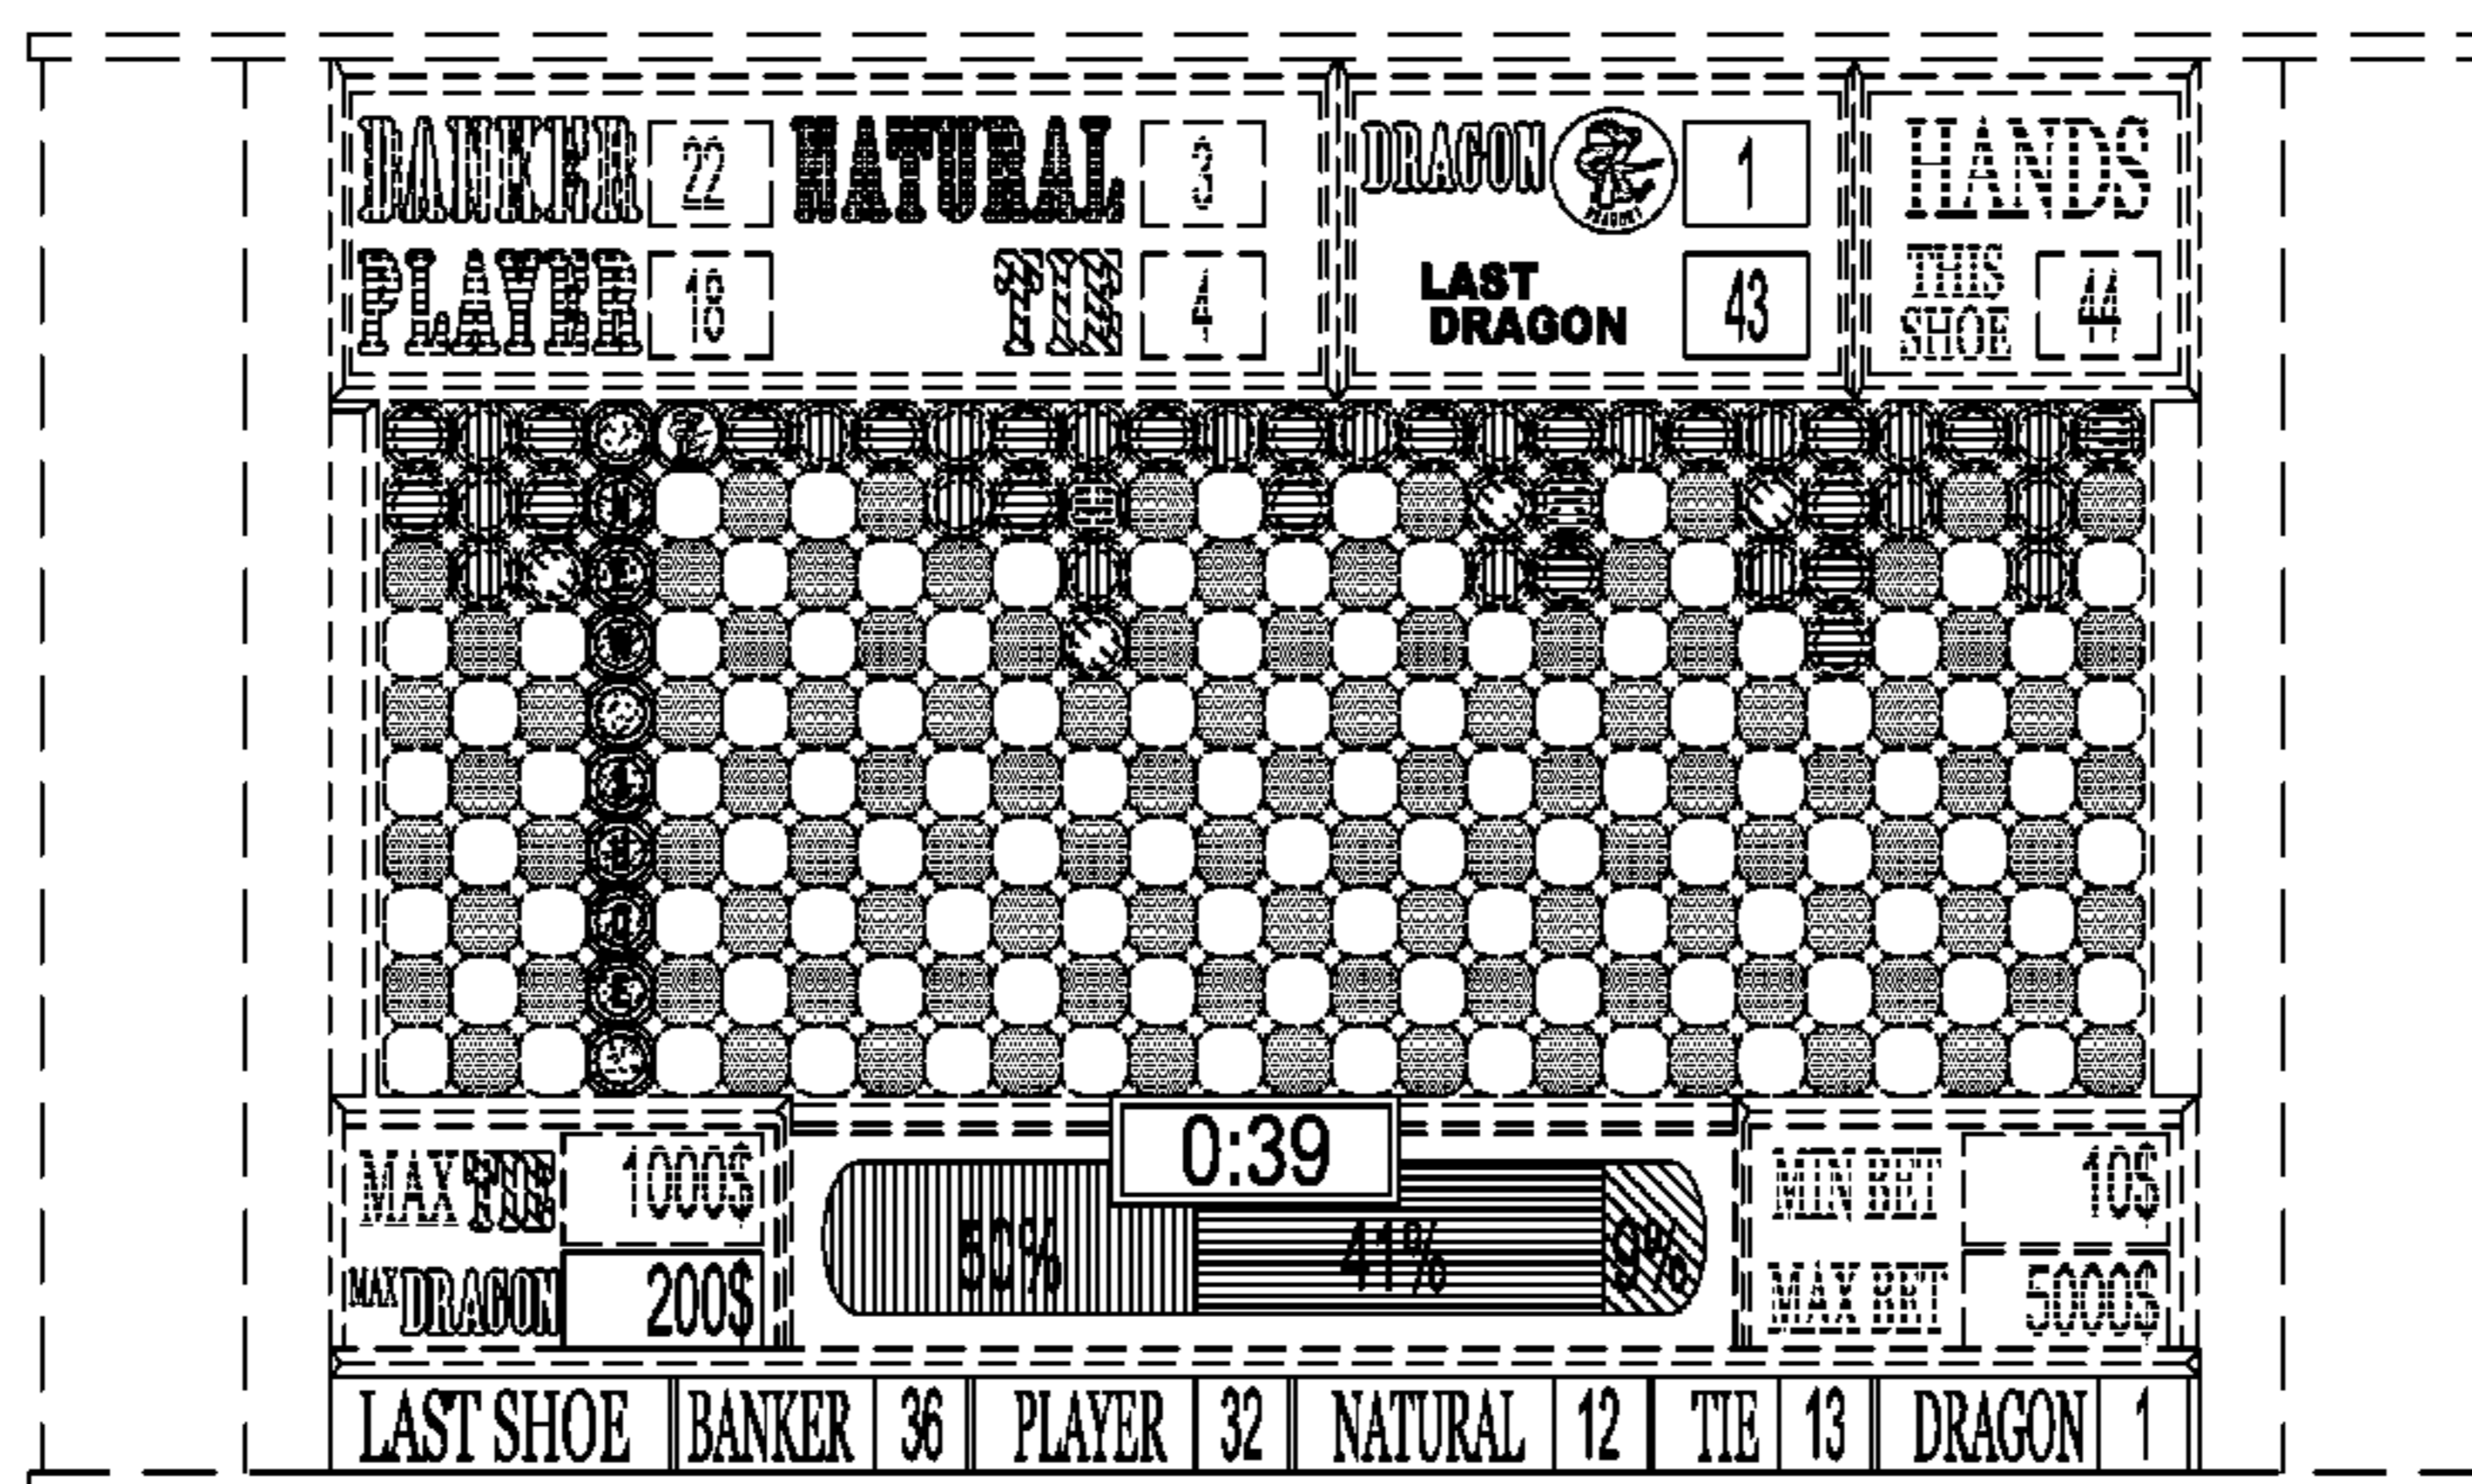 BANKER 22 NATURAL 3
PLAYER 18 TIE 4
DRAGON 1
LAST
DRAGON 43
HANDS
THIS
SHOE 44
N
E
W
S
H
O
E
0:39
MAX TIE 1000$
MAX DRAGON 200$
50% 41% 9%
MIN BET 10$
MAX BET 5000$
LAST SHOE BANKER 36 PLAYER 32 NATURAL 12 TIE 13 DRAGON 1